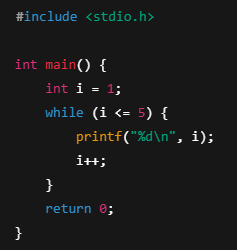 #include <stdio.h>

int main() {
    int i = 1;
    while (i <= 5) {
        printf("%d\n", i);
        i++;
    }
    return 0;
}